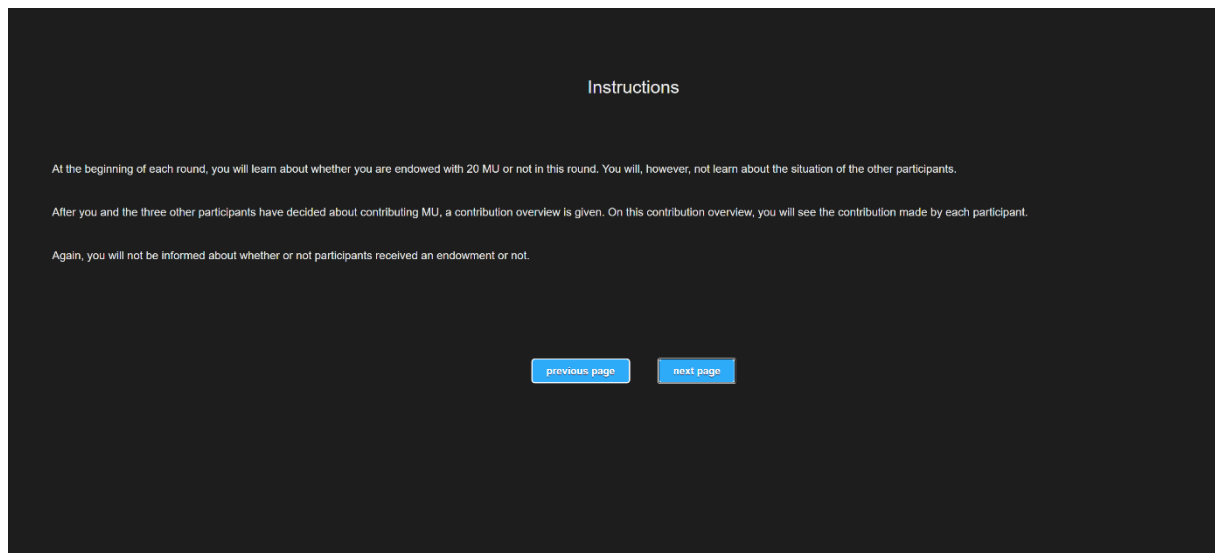 Instructions
At the beginning of each round, you will learn about whether you are endowed with 20 MU or not in this round. You will, however, not learn about the situation of the other participants.
After you and the three other participants have decided about contributing MU, a contribution overview is given. On this contribution overview, you will see the contribution made by each participant.
Again, you will not be informed about whether or not participants received an endowment or not.
previous page next page